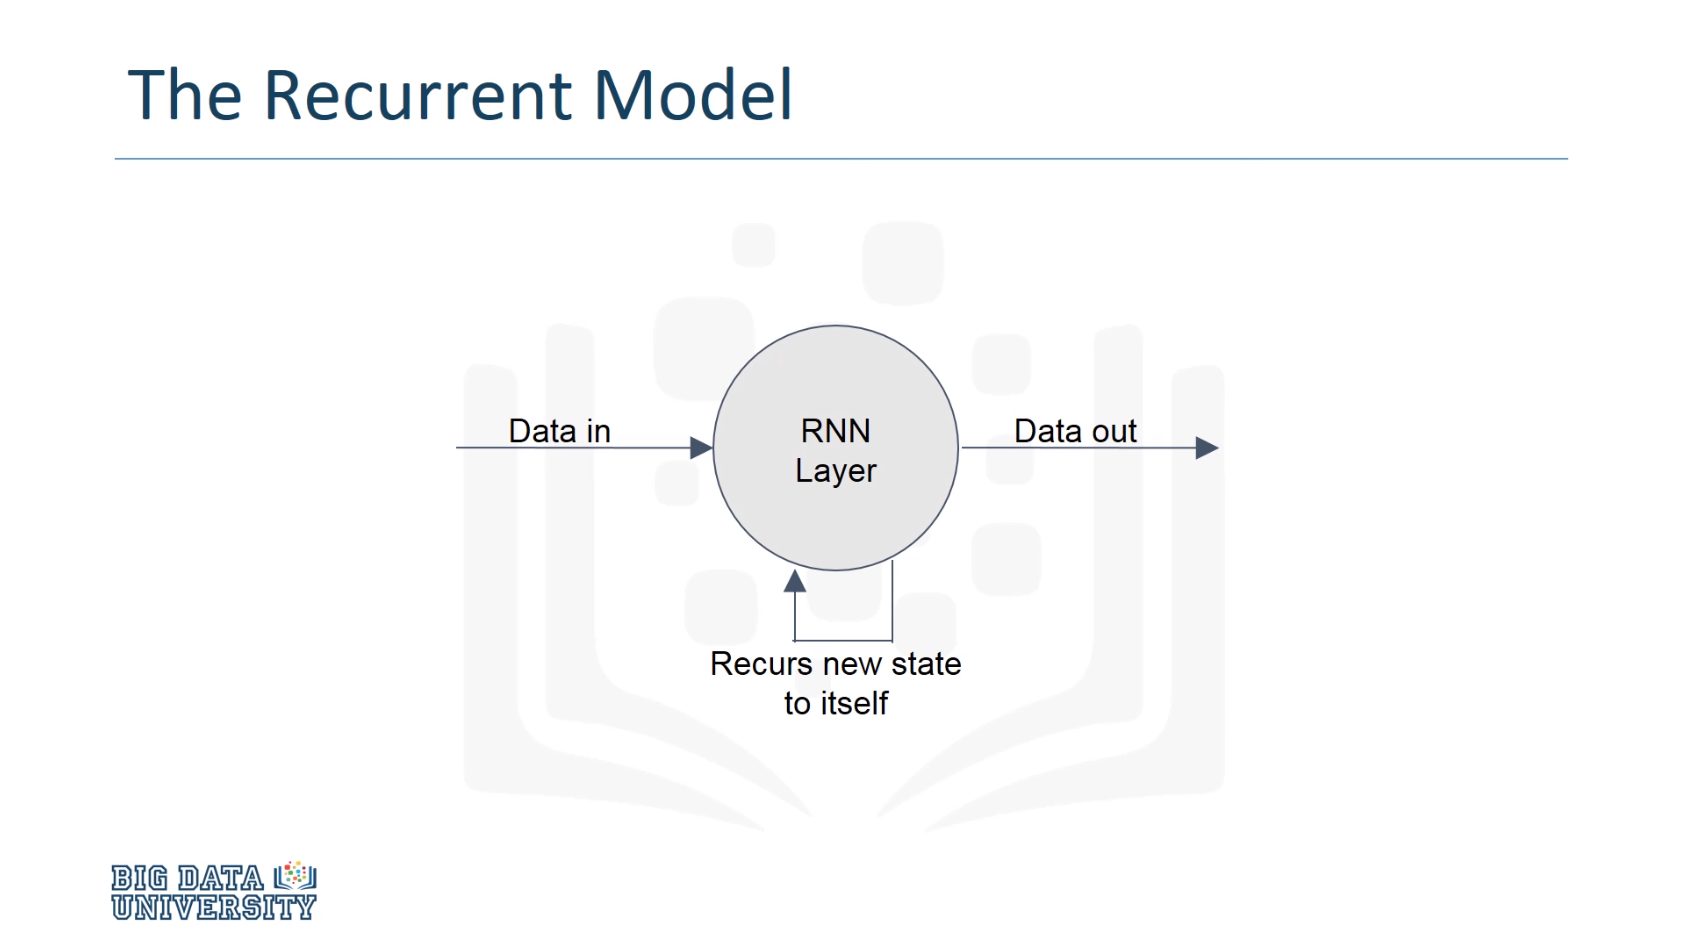 The Recurrent Model
Data in
RNN
Layer
Data out
Recurs new state
to itself
BIG DATA
UNIVERSITY